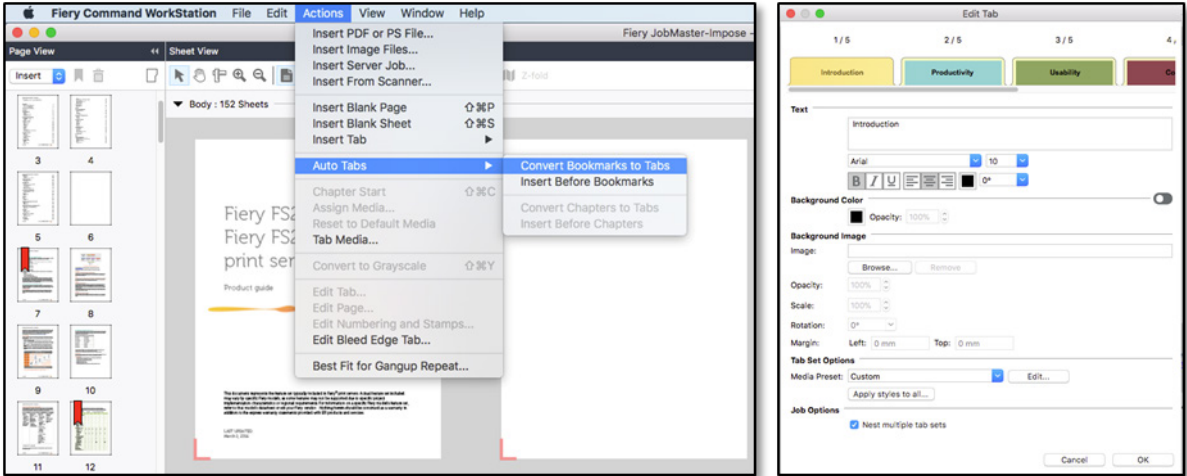 Fiery Command WorkStation File Edit Actions View Window Help
Fiery JobMaster-Impose -
Page View
Sheet View
Insert
Z-fold
Body : 152 Sheets
3 4
5 6
7 8
9 10
11 12
Insert PDF or PS File...
Insert Image Files...
Insert Server Job...
Insert From Scanner...
Insert Blank Page ⇧⌘P
Insert Blank Sheet ⇧⌘S
Insert Tab
Auto Tabs
Chapter Start ⇧⌘C
Assign Media...
Reset to Default Media
Tab Media...
Convert to Grayscale ⇧⌘Y
Edit Tab...
Edit Page...
Edit Numbering and Stamps...
Edit Bleed Edge Tab...
Best Fit for Gangup Repeat...
Convert Bookmarks to Tabs
Insert Before Bookmarks
Convert Chapters to Tabs
Insert Before Chapters
Fiery FS2
Fiery FS2
print ser
Product guide
LAST UPDATED
Edit Tab
1/5 2/5 3/5 4
Introduction Productivity Usability Co
Text
Introduction
Arial 10
B I U 0°
Background Color
Opacity: 100%
Background Image
Image:
Browse... Remove
Opacity: 100%
Scale: 100%
Rotation: 0°
Margin: Left: 0 mm Top: 0 mm
Tab Set Options
Media Preset: Custom Edit...
Apply styles to all...
Job Options
Nest multiple tab sets
Cancel OK